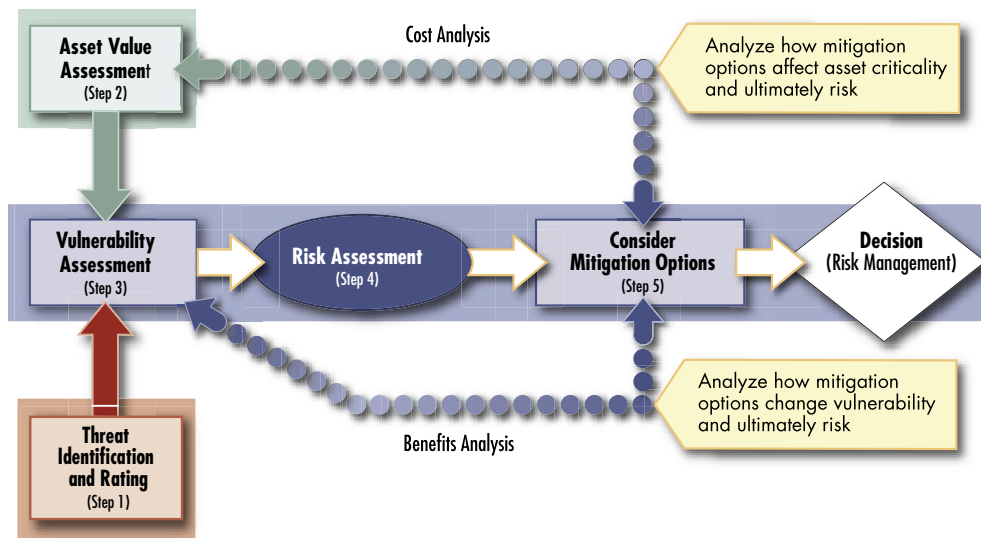 Asset Value
Assessment
(Step 2)
Cost Analysis
Analyze how mitigation
options affect asset criticality
and ultimately risk
Vulnerability
Assessment
(Step 3)
Risk Assessment
(Step 4)
Consider
Mitigation Options
(Step 5)
Decision
(Risk Management)
Threat
Identification
and Rating
(Step 1)
Benefits Analysis
Analyze how mitigation
options change vulnerability
and ultimately risk